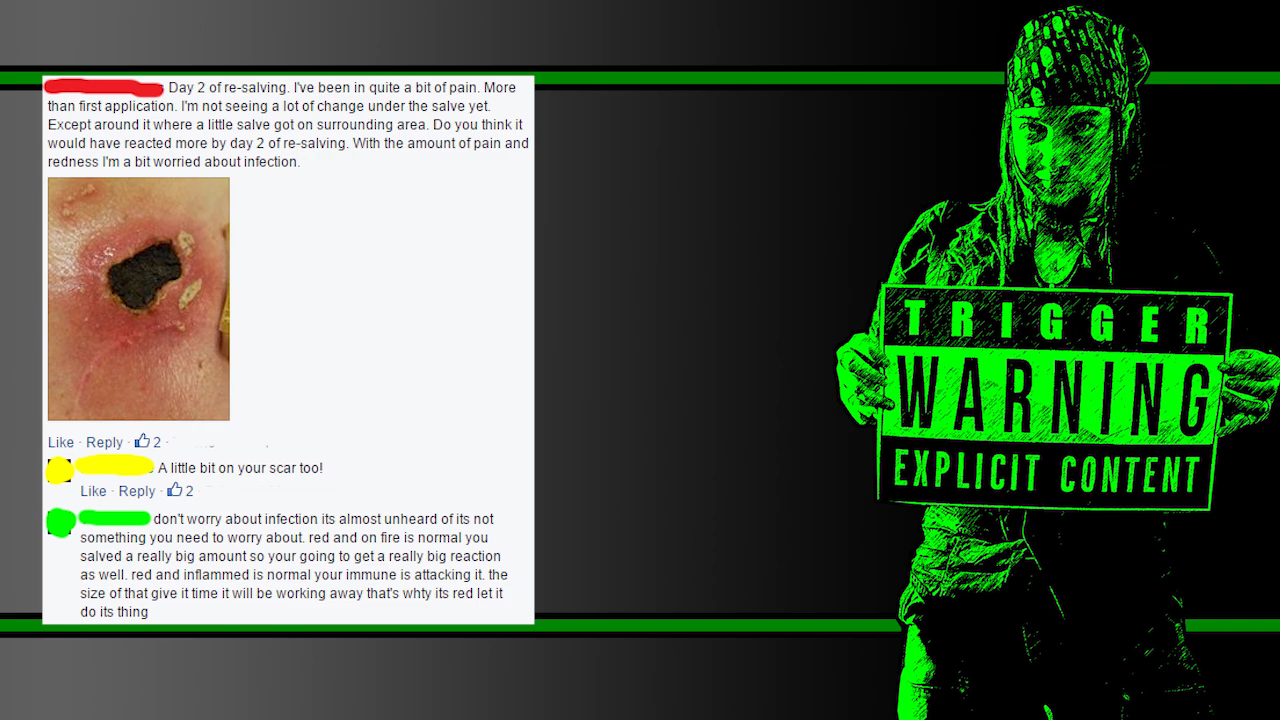 Day 2 of re-salving. I've been in quite a bit of pain. More
than first application. I'm not seeing a lot of change under the salve yet.
Except around it where a little salve got on surrounding area. Do you think it
would have reacted more by day 2 of re-salving. With the amount of pain and
redness I'm a bit worried about infection.
Like · Reply · 2 ·
A little bit on your scar too!
Like · Reply · 2 ·
don't worry about infection its almost unheard of its not
something you need to worry about. red and on fire is normal you
salved a really big amount so your going to get a really big reaction
as well. red and inflammed is normal your immune is attacking it. the
size of that give it time it will be working away that's whty its red let it
do its thing
TRIGGER
WARNING
EXPLICIT CONTENT